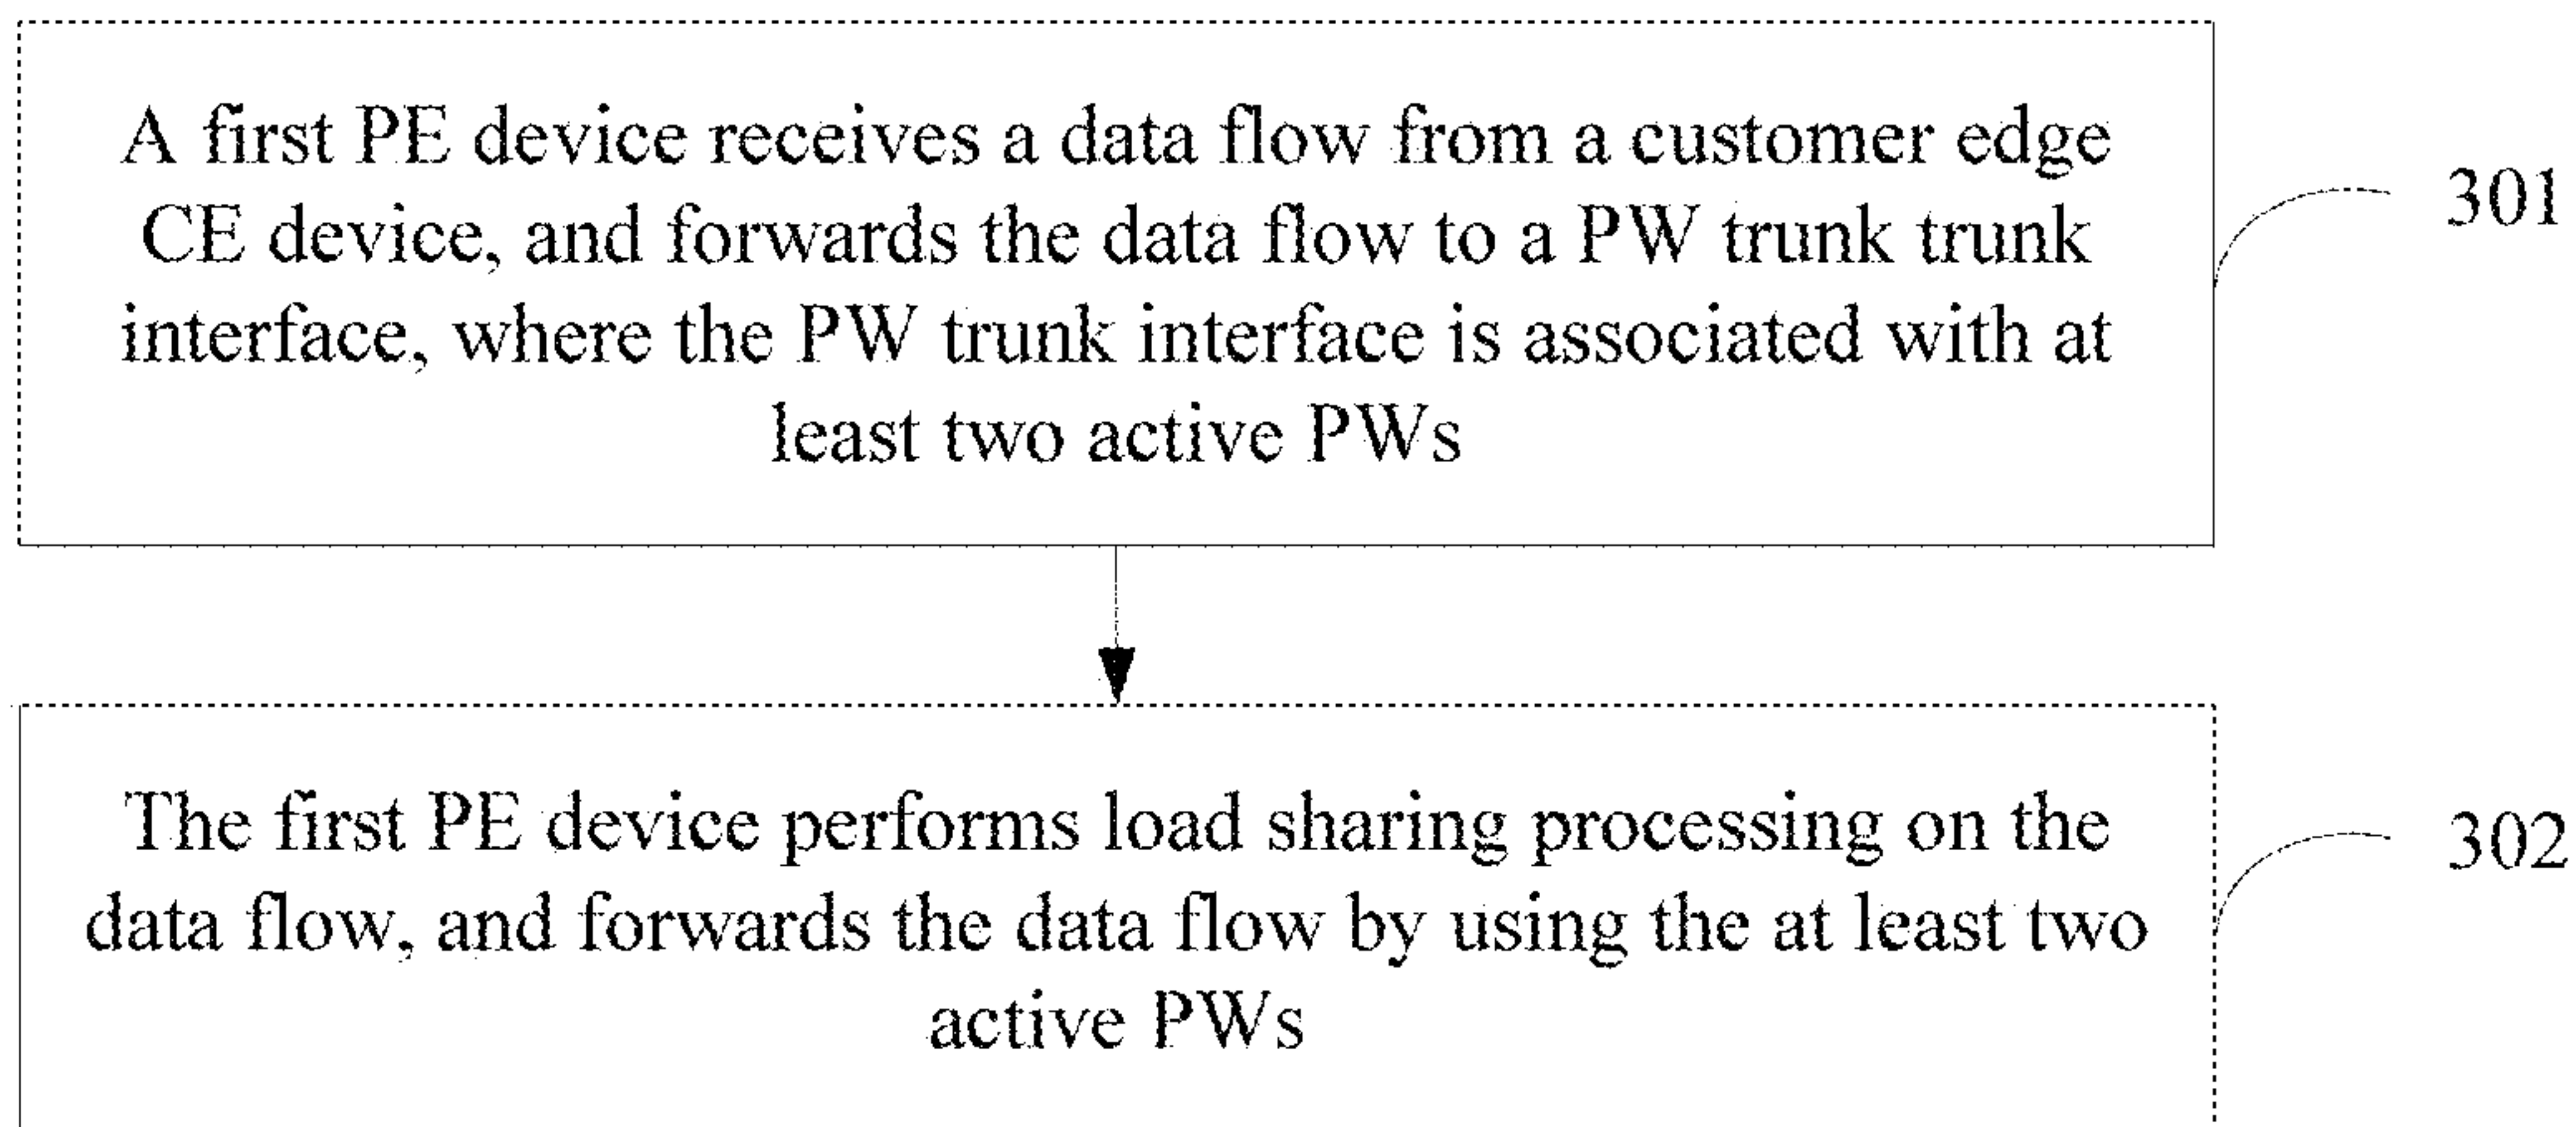 A first PE device receives a data flow from a customer edge
CE device, and forwards the data flow to a PW trunk trunk
interface, where the PW trunk interface is associated with at
least two active PWs
301
The first PE device performs load sharing processing on the
data flow, and forwards the data flow by using the at least two
active PWs
302